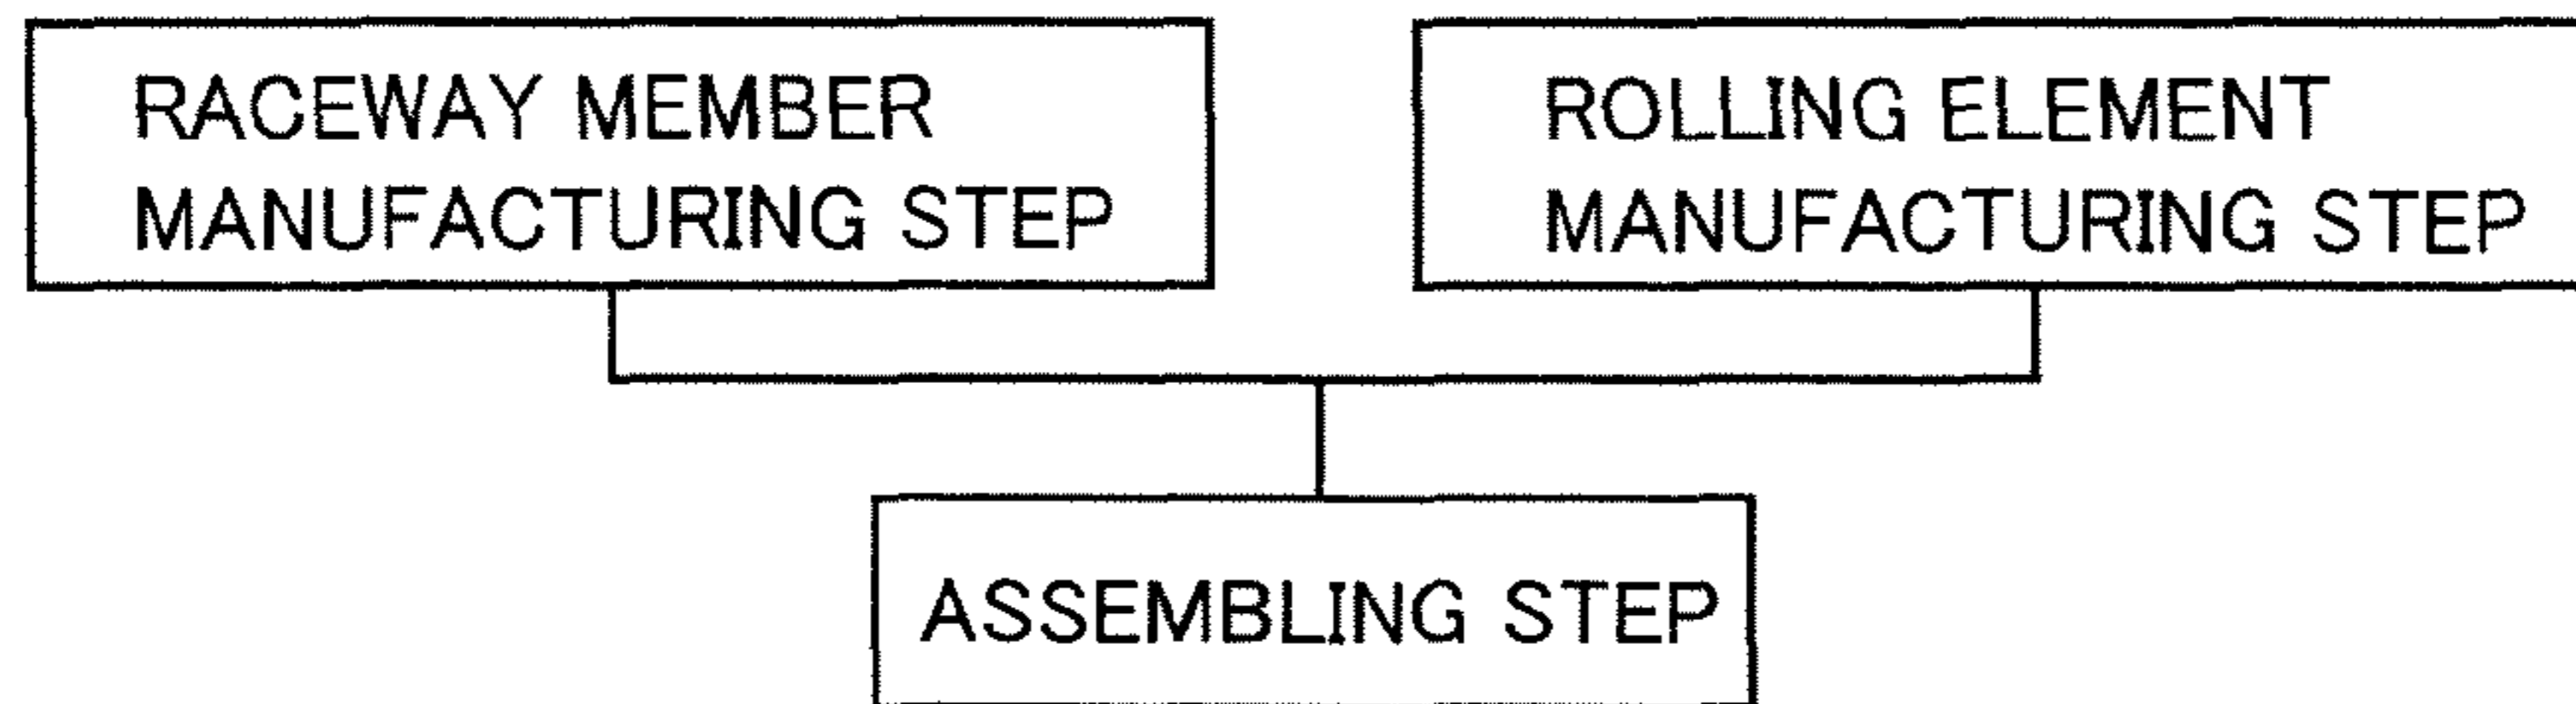 RACEWAY MEMBER
MANUFACTURING STEP
ROLLING ELEMENT
MANUFACTURING STEP
ASSEMBLING STEP